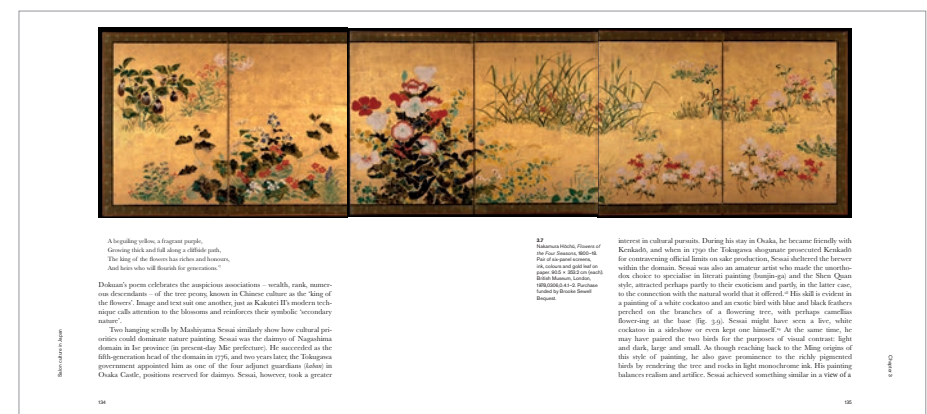 A beguiling yellow, a fragrant purple,
Growing thick and full along a cliffside path,
The king of the flowers has riches and honours,
And heirs who will flourish for generations.
Dokuan's poem celebrates the auspicious associations – wealth, rank, numer-
ous descendants – of the tree peony, known in Chinese culture as the 'king of
the flowers'. Image and text suit one another, just as Kakutei II's modern tech-
nique calls attention to the blossoms and reinforces their symbolic 'secondary
nature'.
Two hanging scrolls by Mashiyama Sessai similarly show how cultural pri-
orities could dominate nature painting. Sessai was the daimyo of Nagashima
domain in Ise province (in present-day Mie prefecture). He succeeded as the
fifth-generation head of the domain in 1776, and two years later, the Tokugawa
government appointed him as one of the four adjunct guardians (kaban) in
Osaka Castle, positions reserved for daimyo. Sessai, however, took a greater
Salon culture in Japan
134
3.7
Nakamura Hōchū, Flowers of
the Four Seasons, 1800–19.
Pair of six-panel screens,
ink, colours and gold leaf on
paper. 90.5 × 353.2 cm (each).
British Museum, London,
1979,0306,0.41–2. Purchase
funded by Brooke Sewell
Bequest.
interest in cultural pursuits. During his stay in Osaka, he became friendly with
Kenkadō, and when in 1790 the Tokugawa shogunate prosecuted Kenkadō
for contravening official limits on sake production, Sessai sheltered the brewer
within the domain. Sessai was also an amateur artist who made the unortho-
dox choice to specialise in literati painting (bunjin-ga) and the Shen Quan
style, attracted perhaps partly to their exoticism and partly, in the latter case,
to the connection with the natural world that it offered. His skill is evident in
a painting of a white cockatoo and an exotic bird with blue and black feathers
perched on the branches of a flowering tree, with perhaps camellias
flower-ing at the base (fig. 3.9). Sessai might have seen a live, white
cockatoo in a sideshow or even kept one himself. At the same time, he
may have paired the two birds for the purposes of visual contrast: light
and dark, large and small. As though reaching back to the Ming origins of
this style of painting, he also gave prominence to the richly pigmented
birds by rendering the tree and rocks in light monochrome ink. His painting
balances realism and artifice. Sessai achieved something similar in a view of a
Chapter 3
135